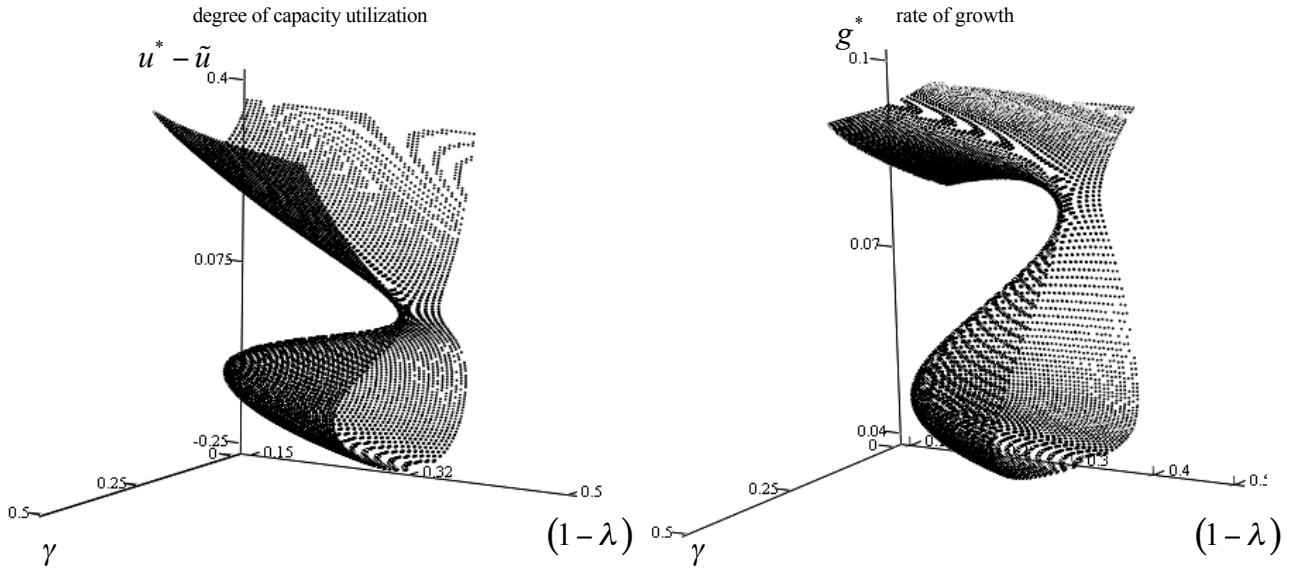 degree of capacity utilization
u* − ũ
0.4
0.075
-0.25
0
0.15
0.25
0.32
0.5
0.5
γ
(1 − λ)
rate of growth
g*
0.1
0.07
0.04
0
0.3
0.4
0.5
0.25
0.5
γ
(1 − λ)